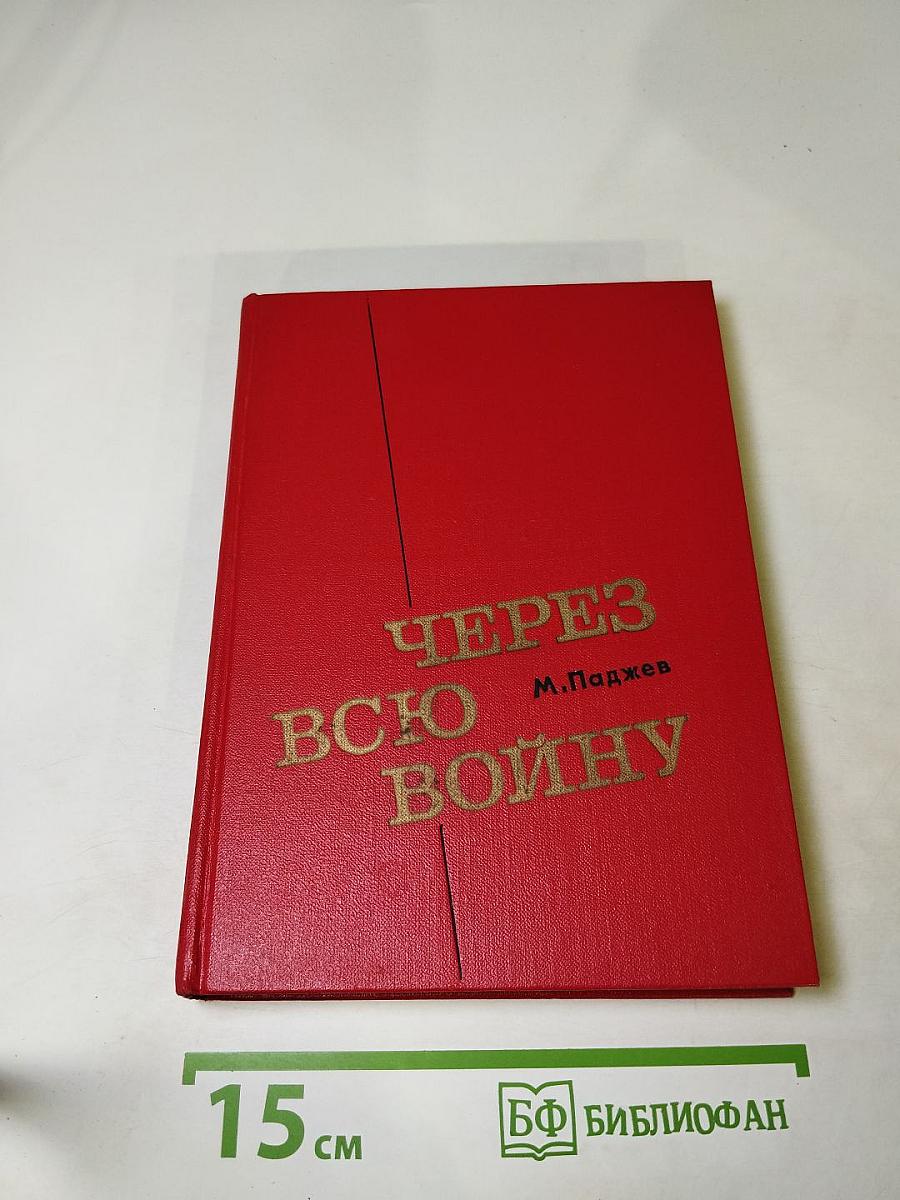 ЧЕРЕЗ
М.Паджев
ВСЮ
ВОЙНУ
15 см
БФ БИБЛИОФАН